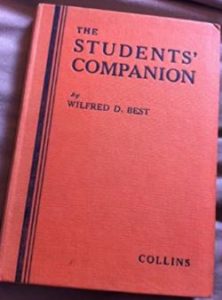 THE
STUDENTS'
COMPANION
by
WILFRED D. BEST
COLLINS